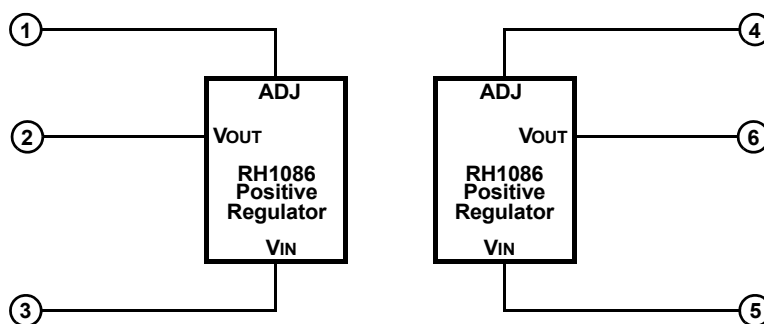 1
ADJ
2
VOUT
RH1086
Positive
Regulator
VIN
3
4
ADJ
VOUT
6
RH1086
Positive
Regulator
VIN
5